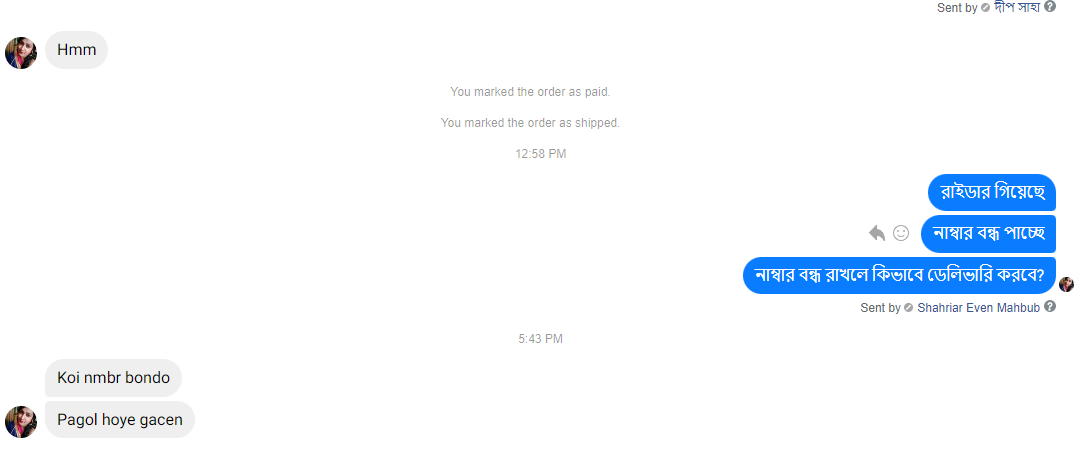 Sent by দীপ সাহা
Hmm
You marked the order as paid.
You marked the order as shipped.
12:58 PM
রাইডার গিয়েছে
নাম্বার বন্ধ পাচ্ছে
নাম্বার বন্ধ রাখলে কিভাবে ডেলিভারি করবে?
Sent by Shahriar Even Mahbub
5:43 PM
Koi nmbr bondo
Pagol hoye gacen